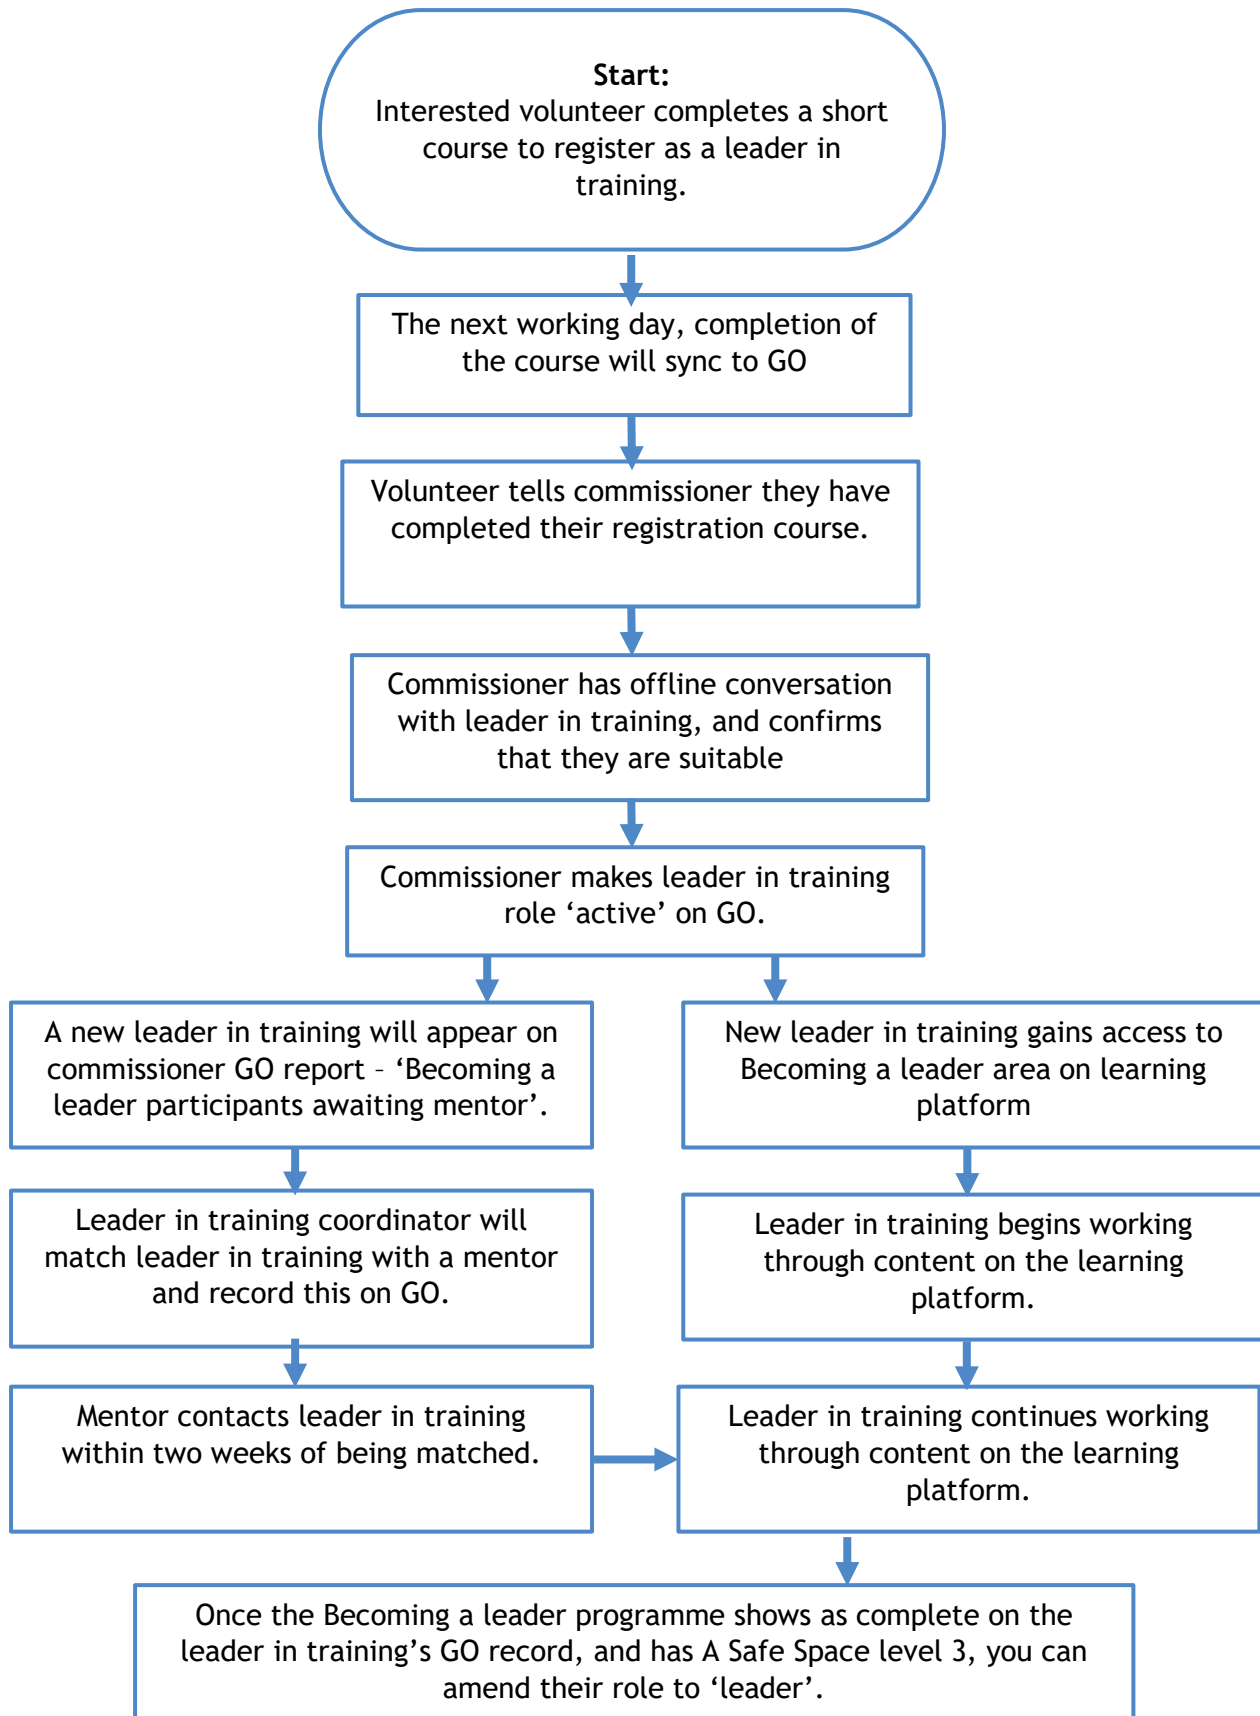 Start:
Interested volunteer completes a short
course to register as a leader in
training.
The next working day, completion of
the course will sync to GO
Volunteer tells commissioner they have
completed their registration course.
Commissioner has offline conversation
with leader in training, and confirms
that they are suitable
Commissioner makes leader in training
role ‘active’ on GO.
A new leader in training will appear on
commissioner GO report – ‘Becoming a
leader participants awaiting mentor’.
New leader in training gains access to
Becoming a leader area on learning
platform
Leader in training coordinator will
match leader in training with a mentor
and record this on GO.
Leader in training begins working
through content on the learning
platform.
Mentor contacts leader in training
within two weeks of being matched.
Leader in training continues working
through content on the learning
platform.
Once the Becoming a leader programme shows as complete on the
leader in training’s GO record, and has A Safe Space level 3, you can
amend their role to ‘leader’.